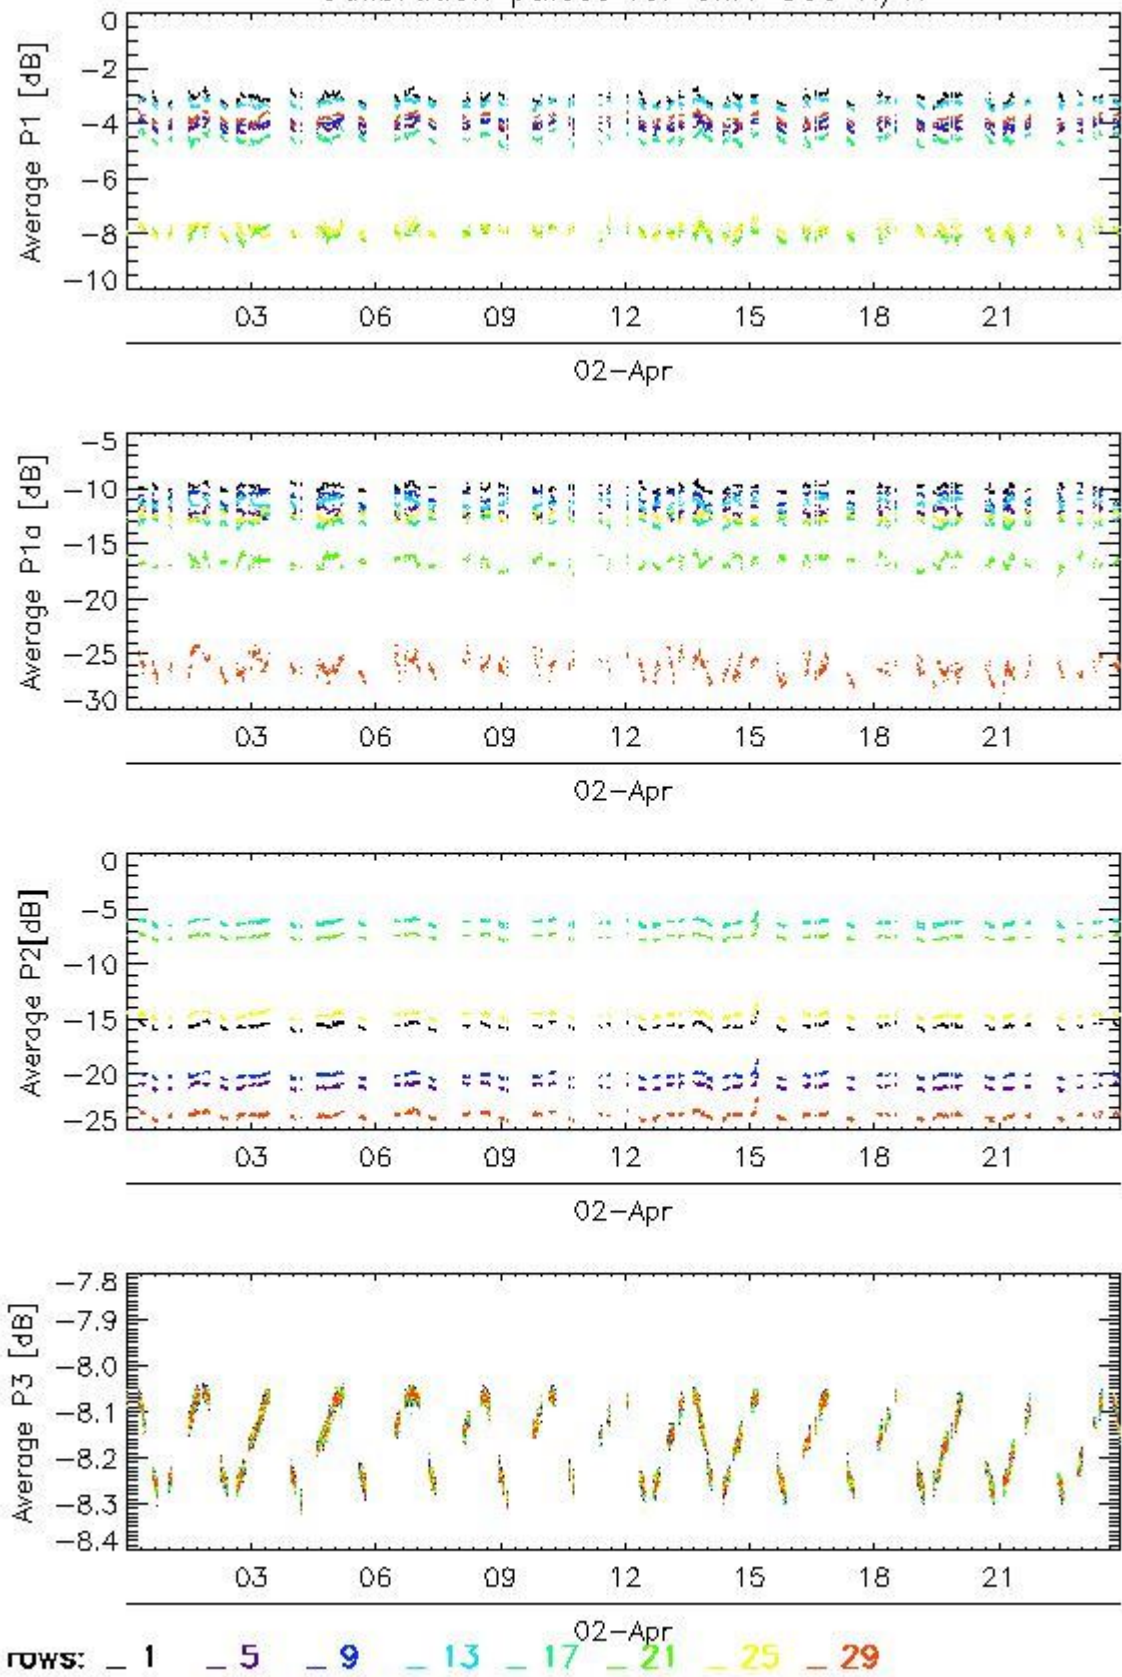 Average P1 [dB]
0
-2
-4
-6
-8
-10
03 06 09 12 15 18 21
02-Apr
Average P1a [dB]
-5
-10
-15
-20
-25
-30
03 06 09 12 15 18 21
02-Apr
Average P2[dB]
0
-5
-10
-15
-20
-25
03 06 09 12 15 18 21
02-Apr
Average P3 [dB]
-7.8
-7.9
-8.0
-8.1
-8.2
-8.3
-8.4
03 06 09 12 15 18 21
02-Apr
rows: _ 1 _ 5 _ 9 _ 13 _ 17 _ 21 _ 25 _ 29